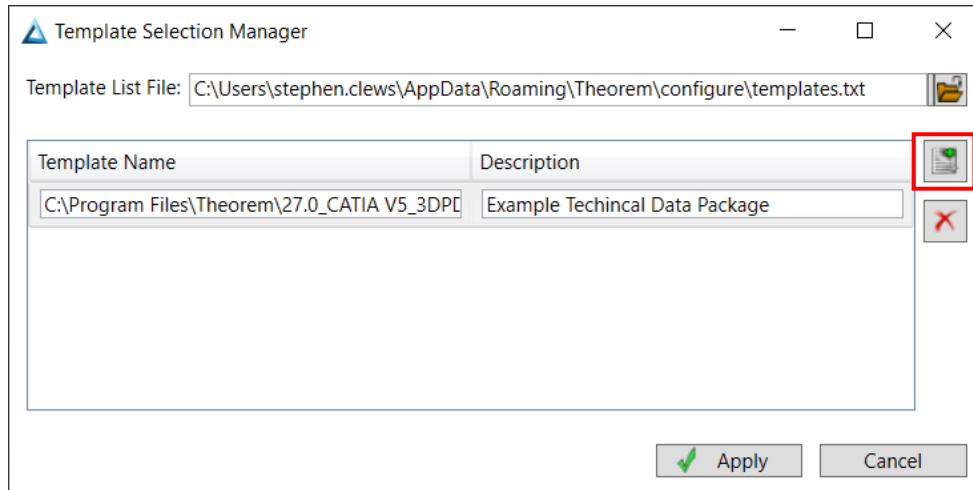 Template Selection Manager
Template List File: C:\Users\stephen.clews\AppData\Roaming\Theorem\configure\templates.txt
Template Name Description
C:\Program Files\Theorem\27.0_CATIA V5_3DPD Example Techincal Data Package
Apply Cancel